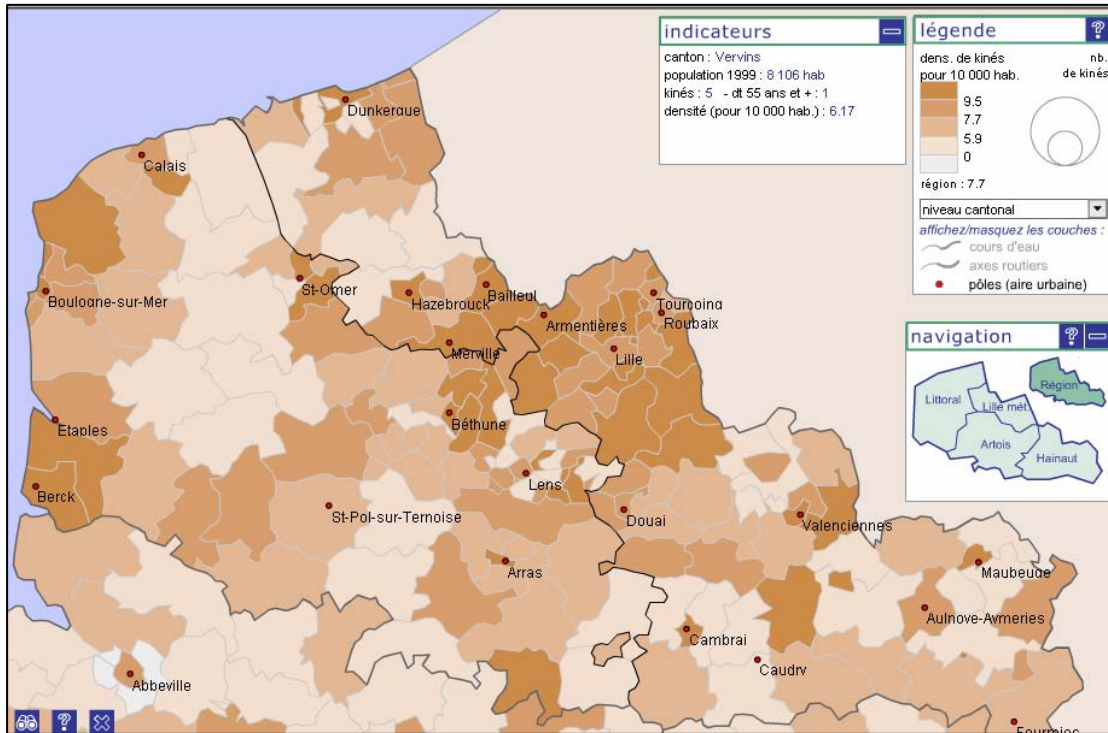 indicateurs
canton : Vervins
population 1999 : 8 106 hab
kinés : 5 - dt 55 ans et + : 1
densité (pour 10 000 hab.) : 6.17
légende
?
dens. de kinés
pour 10 000 hab.
nb.
de kinés
9.5
7.7
5.9
0
région : 7.7
niveau cantonal
affichez/masquez les couches :
cours d'eau
axes routiers
pôles (aire urbaine)
navigation
?
Région
Littoral
Lille mét.
Artois
Hainaut
Dunkerque
Calais
St-Omer
Boulogne-sur-Mer
Hazebrouck
Bailleul
Armentières
Tourcoing
Roubaix
Merville
Lille
Etaples
Béthune
Berck
Lens
St-Pol-sur-Ternoise
Douai
Valenciennes
Arras
Maubeuge
Aulnoye-Aymeries
Cambrai
Caudry
Abbeville
Fourmies
?